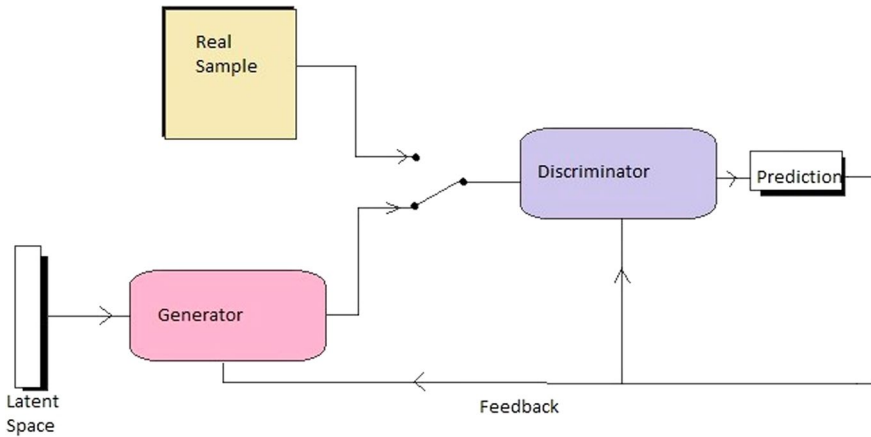 Real
Sample
Discriminator
Prediction
Generator
Latent
Space
Feedback